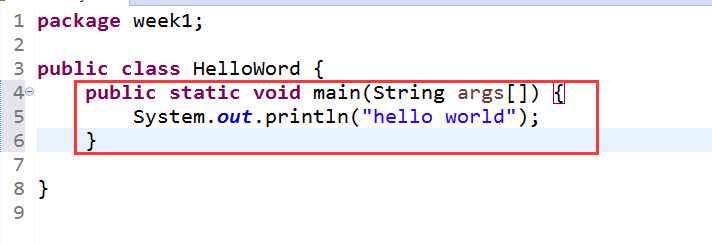 1 package week1;
2
3 public class HelloWord {
4 public static void main(String args[]) {
5 System.out.println("hello world");
6 }
7
8 }
9